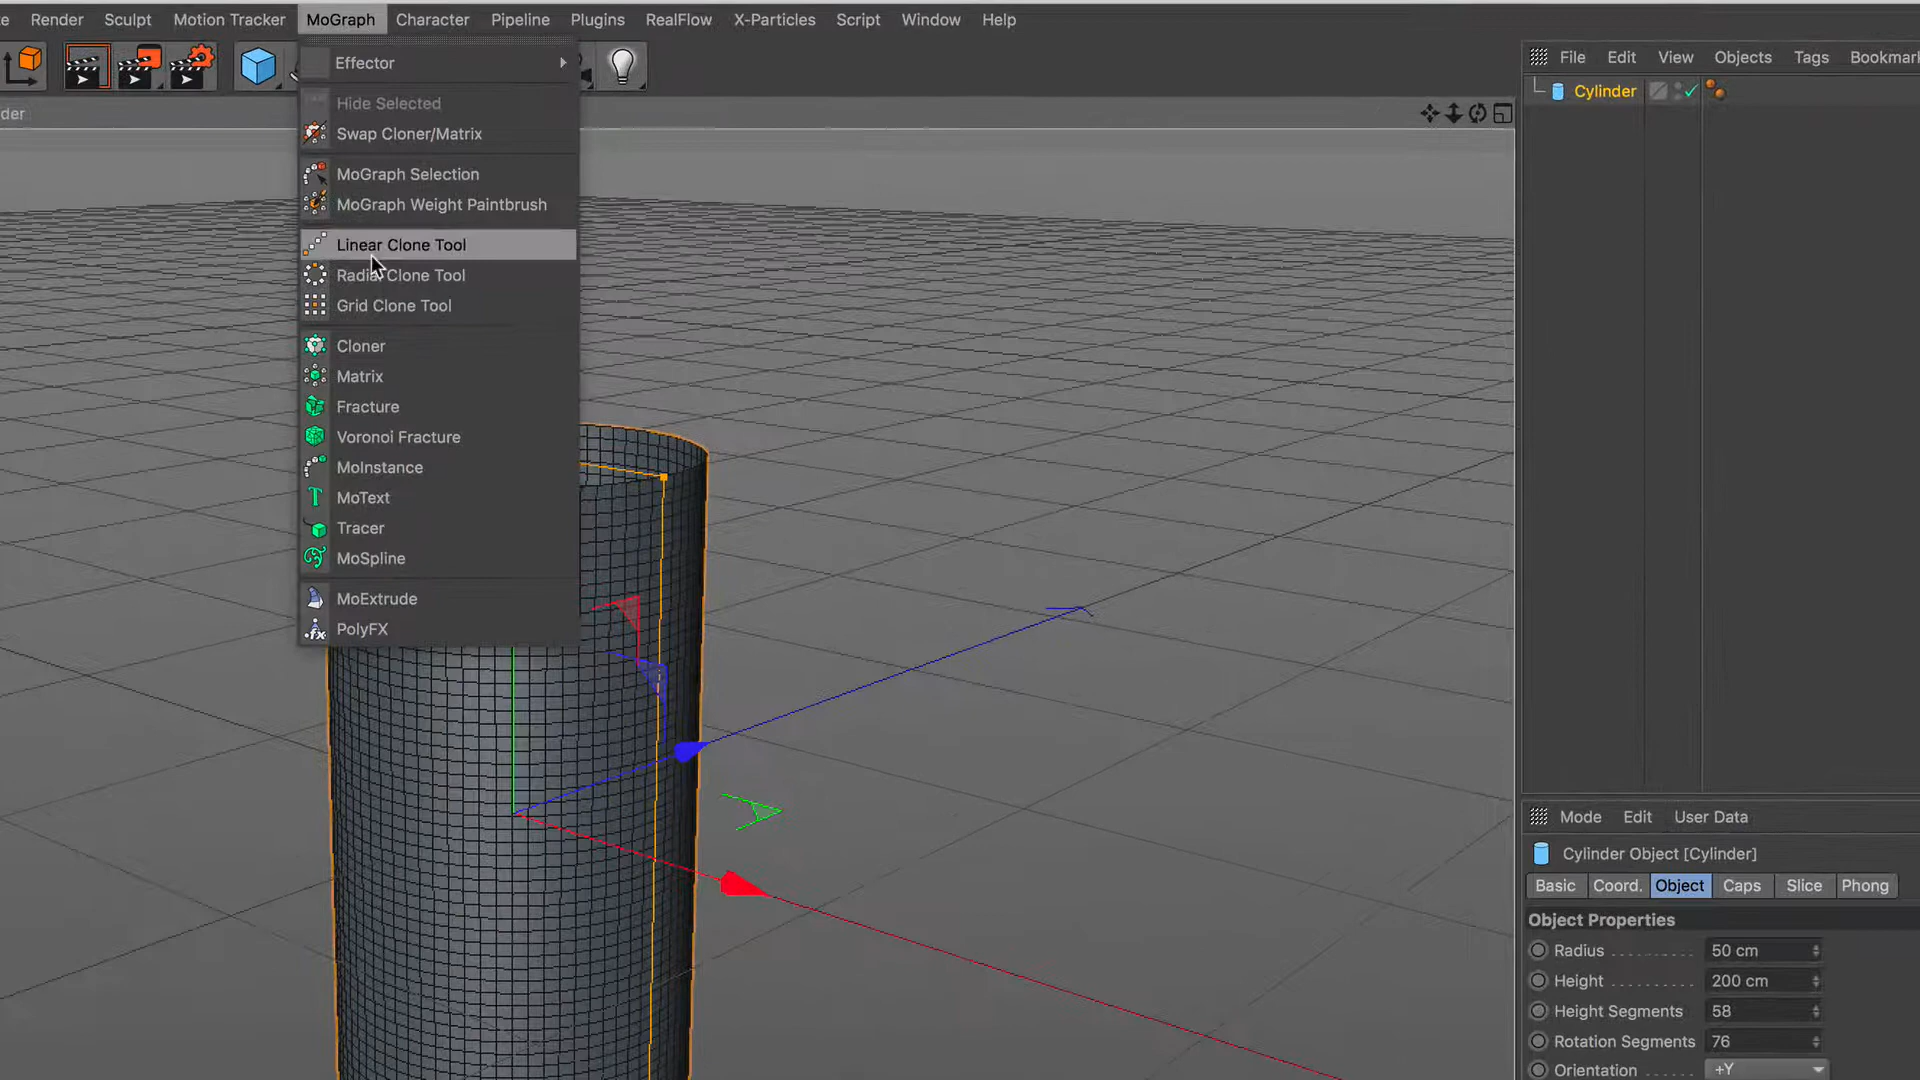 Render Sculpt Motion Tracker MoGraph Character Pipeline Plugins RealFlow X-Particles Script Window Help
Effector
Hide Selected
Swap Cloner/Matrix
MoGraph Selection
MoGraph Weight Paintbrush
Linear Clone Tool
Radial Clone Tool
Grid Clone Tool
Cloner
Matrix
Fracture
Voronoi Fracture
MoInstance
MoText
Tracer
MoSpline
MoExtrude
PolyFX
der
File Edit View Objects Tags Bookmar
Cylinder
Mode Edit User Data
Cylinder Object [Cylinder]
Basic Coord. Object Caps Slice Phong
Object Properties
Radius 50 cm
Height 200 cm
Height Segments 58
Rotation Segments 76
Orientation +Y